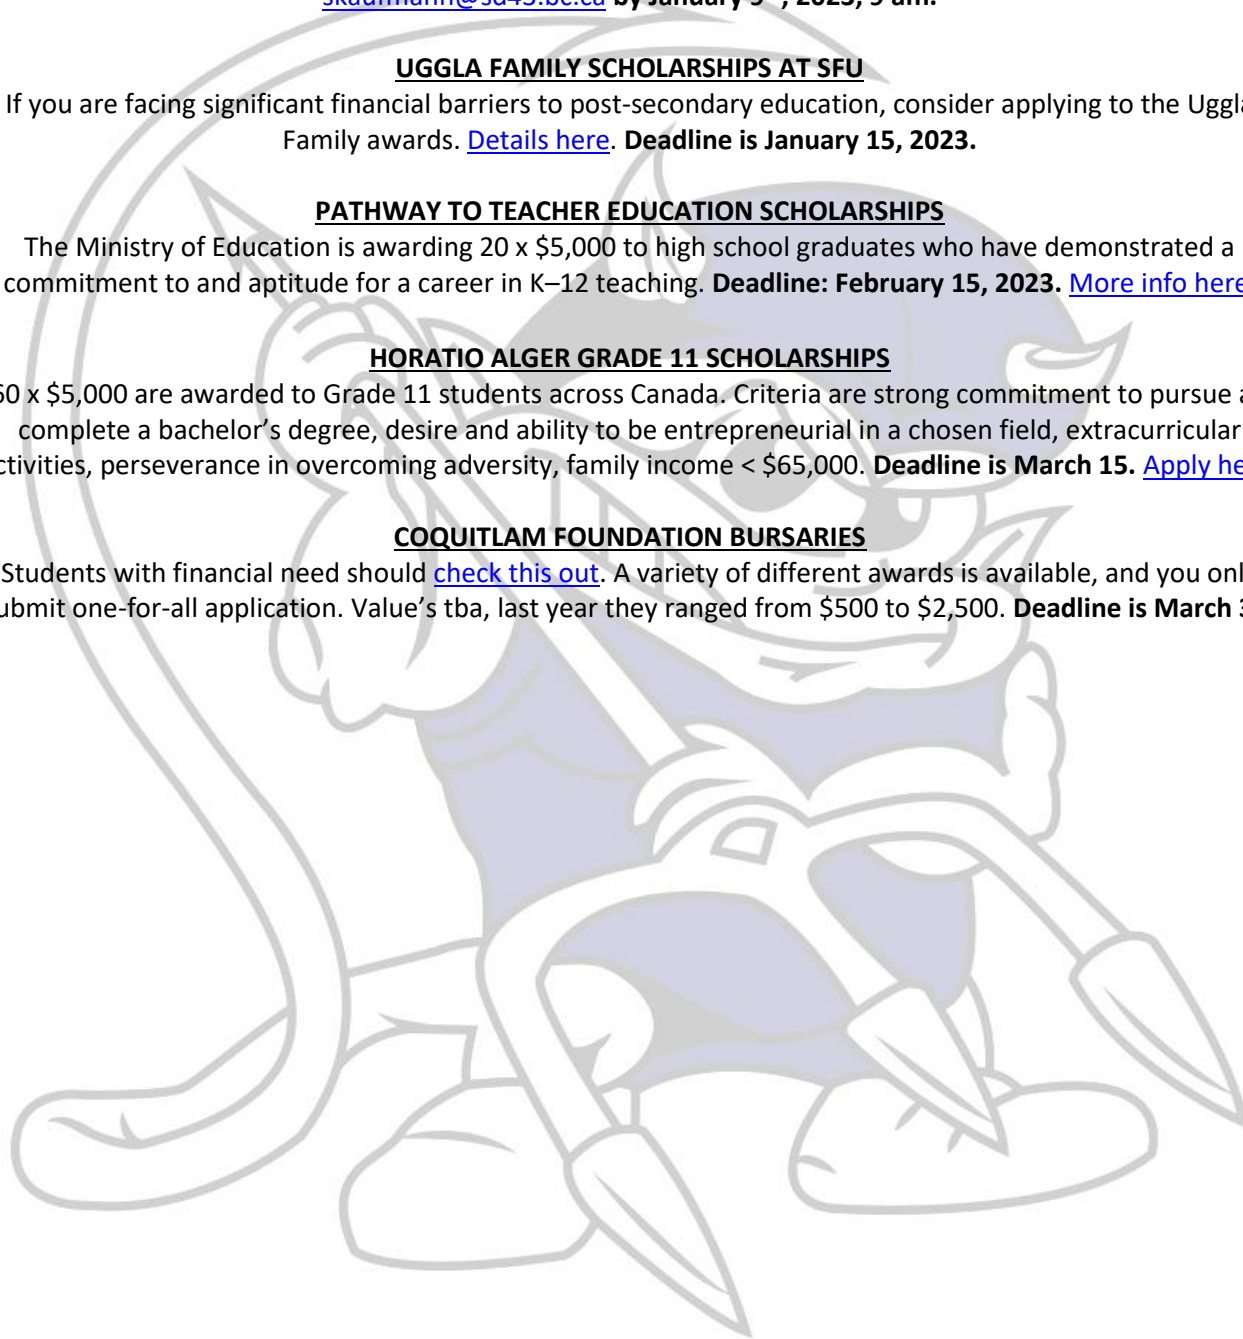 by January
UGGLA FAMILY SCHOLARSHIPS AT SFU
If you are facing significant financial barriers to post-secondary education, consider applying to the Uggla
Family awards. Details here. Deadline is January 15, 2023.
PATHWAY TO TEACHER EDUCATION SCHOLARSHIPS
The Ministry of Education is awarding 20 x $5,000 to high school graduates who have demonstrated a
commitment to and aptitude for a career in K–12 teaching. Deadline: February 15, 2023. More info here
HORATIO ALGER GRADE 11 SCHOLARSHIPS
x $5,000 are awarded to Grade 11 students across Canada. Criteria are strong commitment to pursue
complete a bachelor’s degree, desire and ability to be entrepreneurial in a chosen field, extracurricular
ctivities, perseverance in overcoming adversity, family income < $65,000. Deadline is March 15. Apply he
COQUITLAM FOUNDATION BURSARIES
Students with financial need should check this out. A variety of different awards is available, and you onl
ubmit one-for-all application. Value’s tba, last year they ranged from $500 to $2,500. Deadline is March